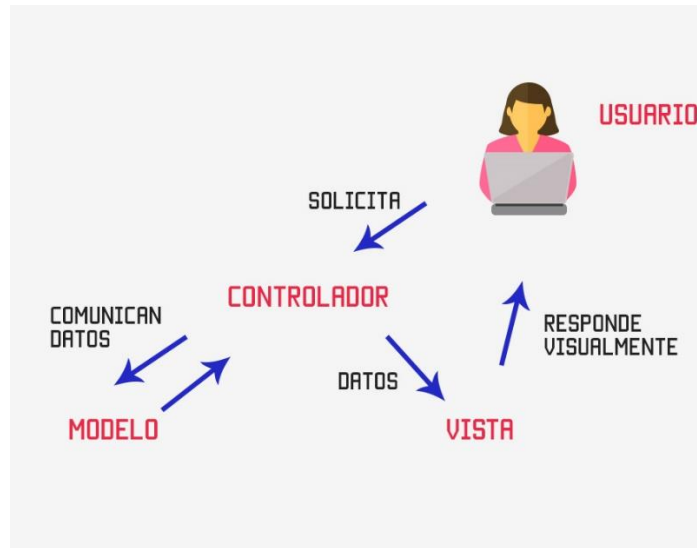 USUARIO
SOLICITA
CONTROLADOR
COMUNICAN
DATOS
RESPONDE
VISUALMENTE
DATOS
MODELO
VISTA